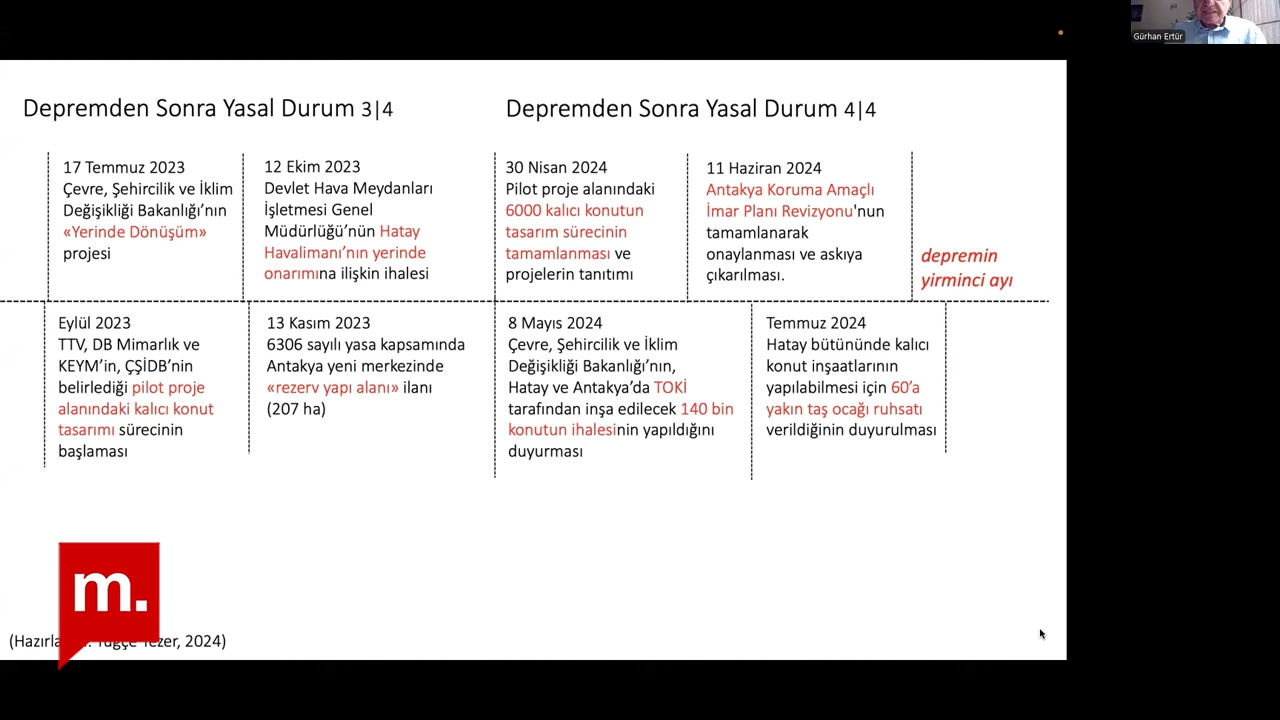 Gürhan Ertür
Depremden Sonra Yasal Durum 3|4
17 Temmuz 2023
Çevre, Şehircilik ve İklim
Değişikliği Bakanlığı’nın
«Yerinde Dönüşüm»
projesi
12 Ekim 2023
Devlet Hava Meydanları
İşletmesi Genel
Müdürlüğü’nün Hatay
Havalimanı’nın yerinde
onarımına ilişkin ihalesi
Eylül 2023
TTV, DB Mimarlık ve
KEYM’in, ÇŞİDB’nin
belirlediği pilot proje
alanındaki kalıcı konut
tasarımı sürecinin
başlaması
13 Kasım 2023
6306 sayılı yasa kapsamında
Antakya yeni merkezinde
«rezerv yapı alanı» ilanı
(207 ha)
Depremden Sonra Yasal Durum 4|4
30 Nisan 2024
Pilot proje alanındaki
6000 kalıcı konutun
tasarım sürecinin
tamamlanması ve
projelerin tanıtımı
11 Haziran 2024
Antakya Koruma Amaçlı
İmar Planı Revizyonu'nun
tamamlanarak
onaylanması ve askıya
çıkarılması.
depremin
yirminci ayı
8 Mayıs 2024
Çevre, Şehircilik ve İklim
Değişikliği Bakanlığı’nın,
Hatay ve Antakya’da TOKİ
tarafından inşa edilecek 140 bin
konutun ihalesinin yapıldığını
duyurması
Temmuz 2024
Hatay bütününde kalıcı
konut inşaatlarının
yapılabilmesi için 60’a
yakın taş ocağı ruhsatı
verildiğinin duyurulması
m.
2024)